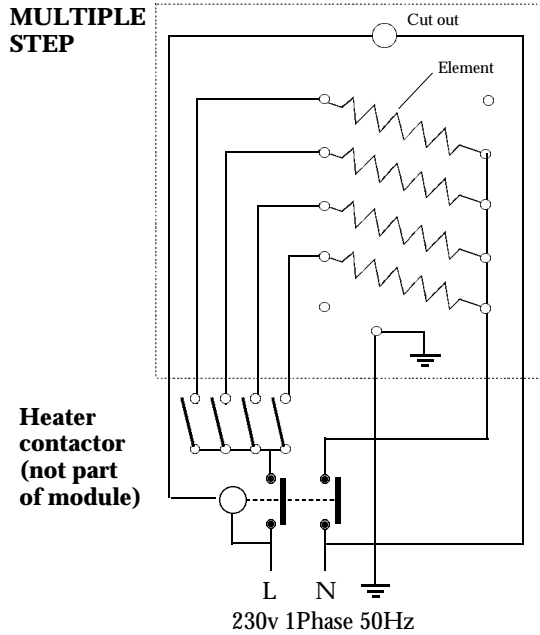 MULTIPLE
STEP
Cut out
Element
Heater
contactor
(not part
of module)
L N
230v 1Phase 50Hz